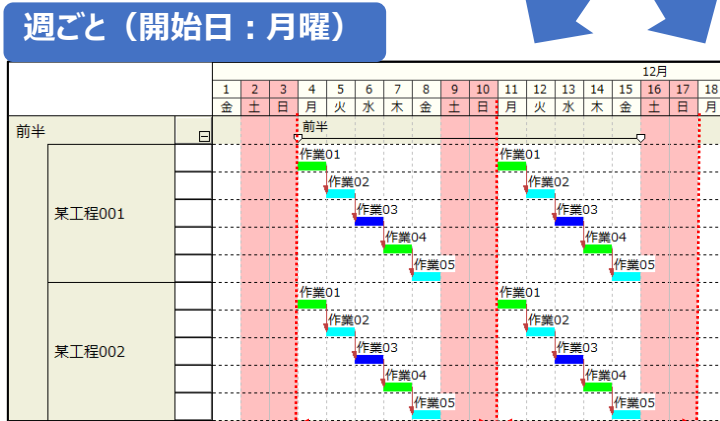 週ごと（開始日：月曜）
12月
1 2 3 4 5 6 7 8 9 10 11 12 13 14 15 16 17 18
金 土 日 月 火 水 木 金 土 日 月 火 水 木 金 土 日 月
前半 前半
某工程001
作業01 作業01
作業02 作業02
作業03 作業03
作業04 作業04
作業05 作業05
某工程002
作業01 作業01
作業02 作業02
作業03 作業03
作業04 作業04
作業05 作業05